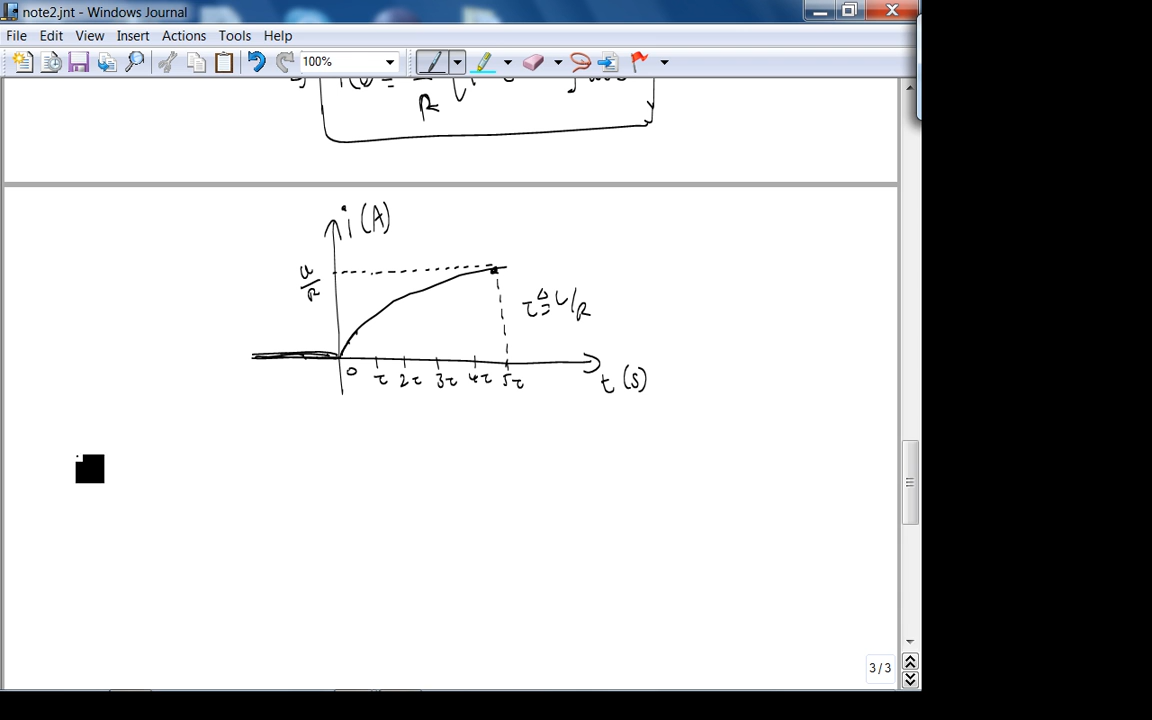 note2.jnt - Windows Journal
File Edit View Insert Actions Tools Help
100%
R
i (A)
u/R
τ ≜ L/R
0 τ 2τ 3τ 4τ 5τ
t (s)
3 / 3